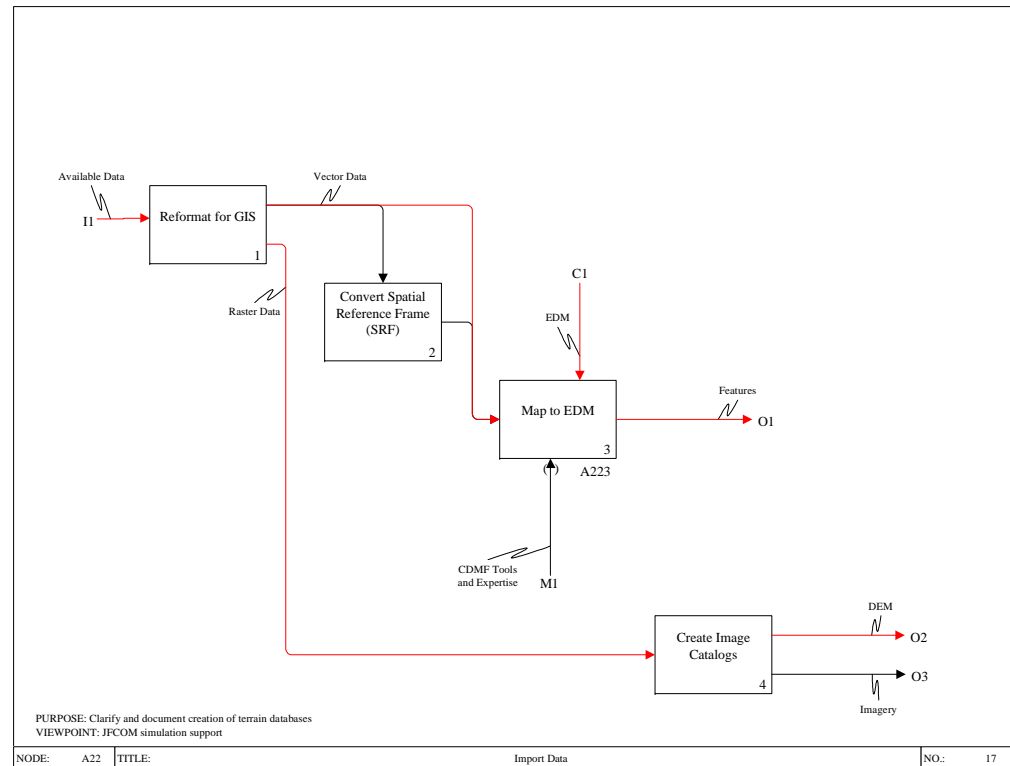 Available Data
Vector Data
I1
Reformat for GIS
1
Raster Data
C1
Convert Spatial
Reference Frame
(SRF)
2
EDM
Map to EDM
3
Features
O1
A223
CDMF Tools
and Expertise
M1
DEM
Create Image
Catalogs
4
O2
O3
Imagery
PURPOSE: Clarify and document creation of terrain databases
VIEWPOINT: JFCOM simulation support
NODE: A22 TITLE: Import Data NO.: 17